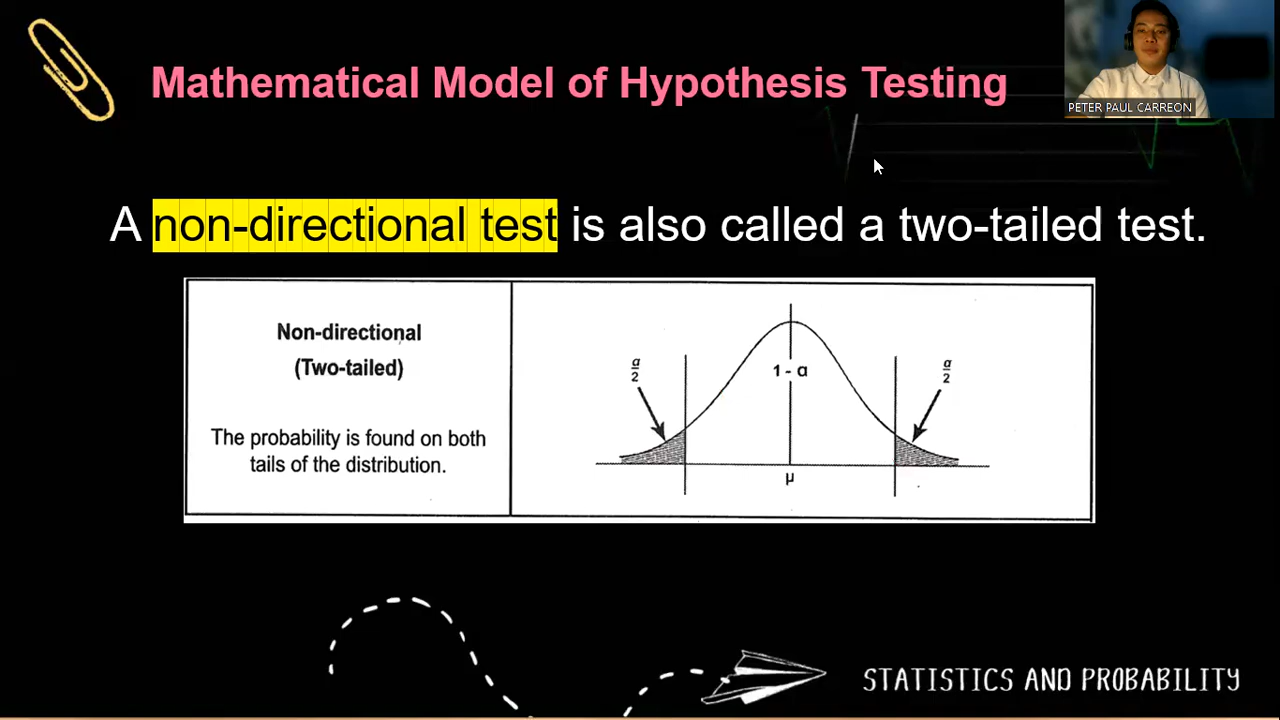 Mathematical Model of Hypothesis Testing
PETER PAUL CARREON
A non-directional test is also called a two-tailed test.
Non-directional
(Two-tailed)
The probability is found on both
tails of the distribution.
α/2
1 - α
α/2
μ
STATISTICS AND PROBABILITY